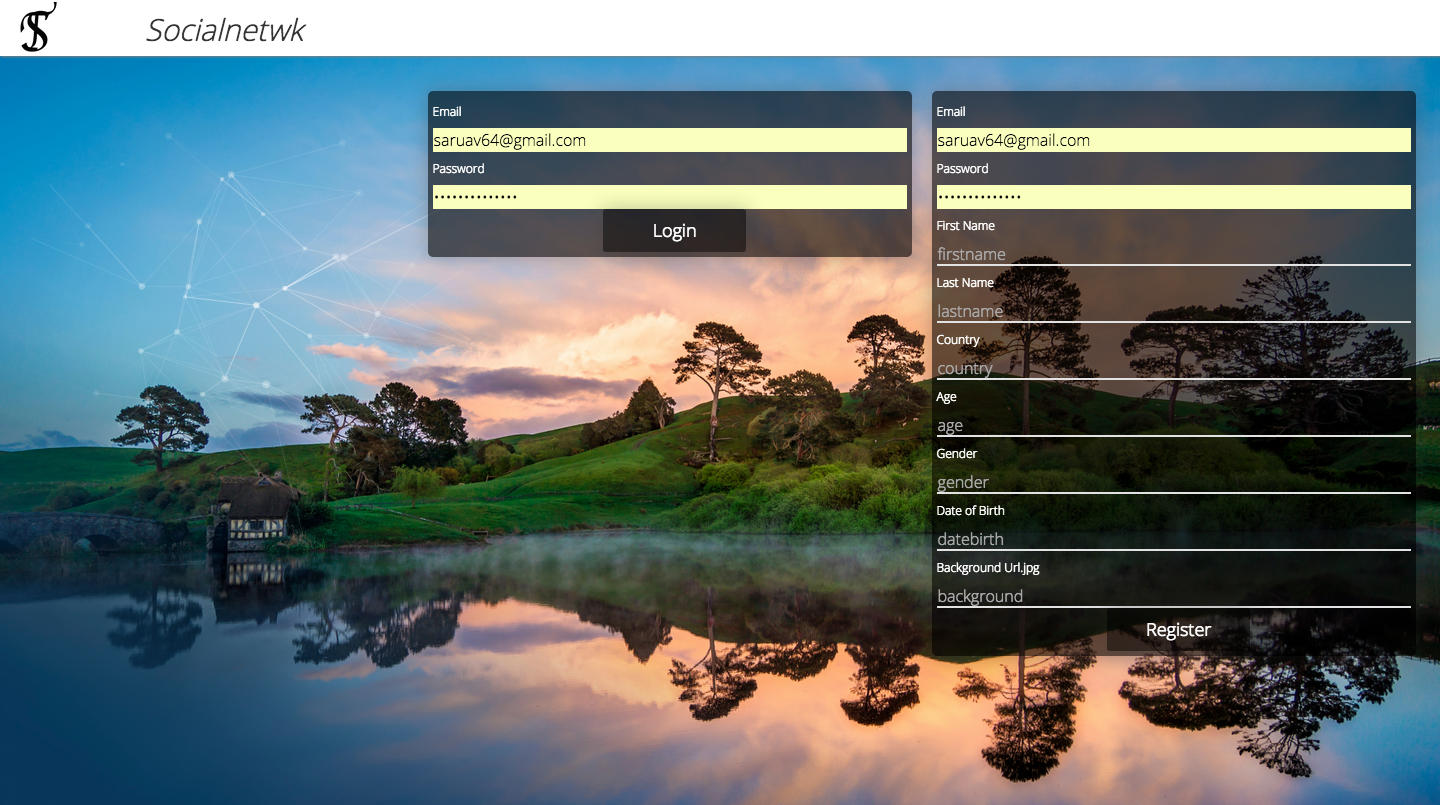 Socialnetwk
Email
saruav64@gmail.com
Password
••••••••••••••
Login
Email
saruav64@gmail.com
Password
••••••••••••••
First Name
firstname
Last Name
lastname
Country
country
Age
age
Gender
gender
Date of Birth
datebirth
Background Url.jpg
background
Register